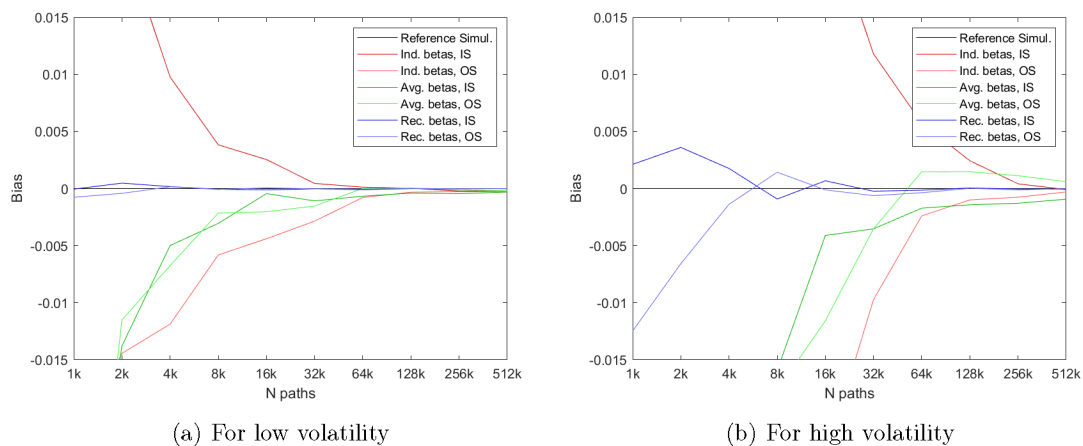 0.015
0.01
0.005
0
-0.005
-0.01
-0.015
Bias
1k 2k 4k 8k 16k 32k 64k 128k 256k 512k
N paths
Reference Simul.
Ind. betas, IS
Ind. betas, OS
Avg. betas, IS
Avg. betas, OS
Rec. betas, IS
Rec. betas, OS
(a) For low volatility
0.015
0.01
0.005
0
-0.005
-0.01
-0.015
Bias
1k 2k 4k 8k 16k 32k 64k 128k 256k 512k
N paths
Reference Simul.
Ind. betas, IS
Ind. betas, OS
Avg. betas, IS
Avg. betas, OS
Rec. betas, IS
Rec. betas, OS
(b) For high volatility